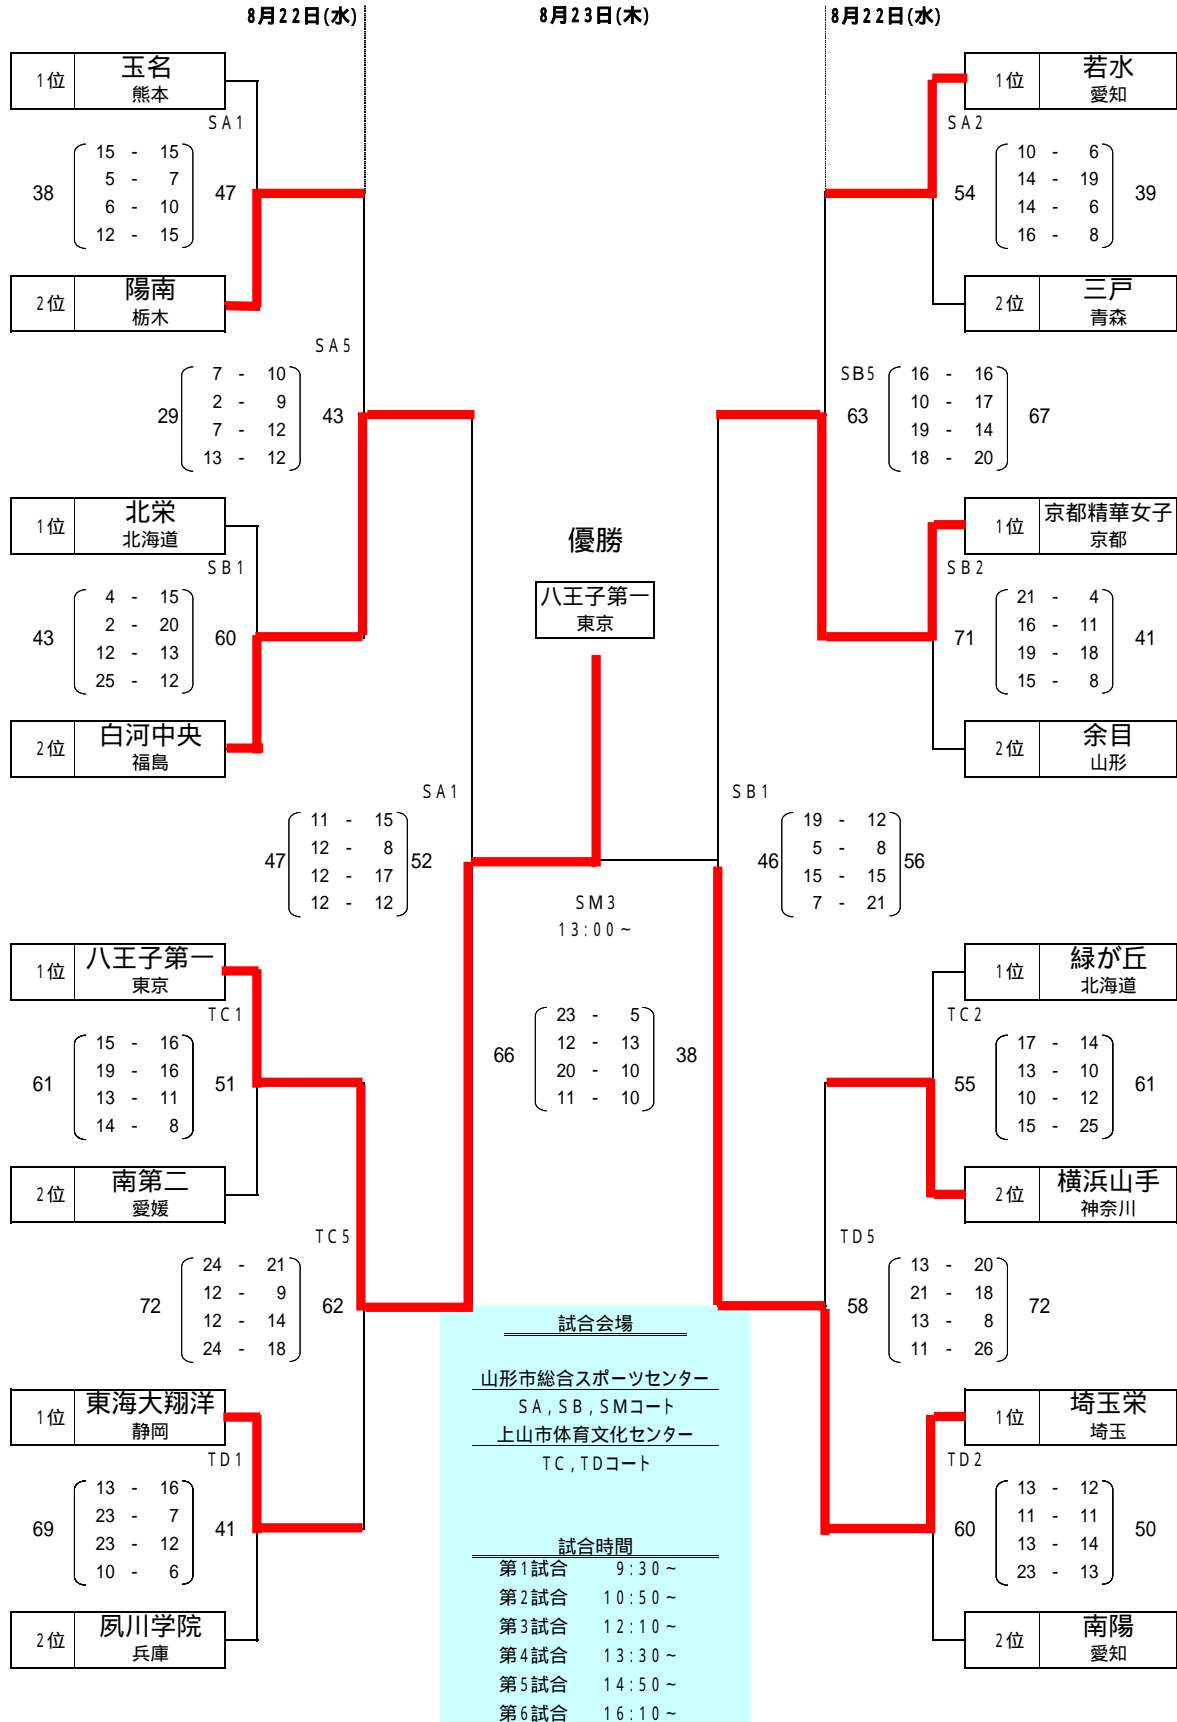 8月22日(水)
8月23日(木)
8月22日(水)
1位 玉名
熊本
SA1
38
15 - 15
5 - 7
6 - 10
12 - 15
47
2位 陽南
栃木
SA5
29
7 - 10
2 - 9
7 - 12
13 - 12
43
1位 北栄
北海道
SB1
43
4 - 15
2 - 20
12 - 13
25 - 12
60
2位 白河中央
福島
SA1
47
11 - 15
12 - 8
12 - 17
12 - 12
52
1位 八王子第一
東京
TC1
61
15 - 16
19 - 16
13 - 11
14 - 8
51
2位 南第二
愛媛
TC5
72
24 - 21
12 - 9
12 - 14
24 - 18
62
1位 東海大翔洋
静岡
TD1
69
13 - 16
23 - 7
23 - 12
10 - 6
41
2位 夙川学院
兵庫
優勝
八王子第一
東京
SM3
13:00~
66
23 - 5
12 - 13
20 - 10
11 - 10
38
1位 若水
愛知
SA2
54
10 - 6
14 - 19
14 - 6
16 - 8
39
2位 三戸
青森
SB5
63
16 - 16
10 - 17
19 - 14
18 - 20
67
1位 京都精華女子
京都
SB2
71
21 - 4
16 - 11
19 - 18
15 - 8
41
2位 余目
山形
SB1
46
19 - 12
5 - 8
15 - 15
7 - 21
56
1位 緑が丘
北海道
TC2
55
17 - 14
13 - 10
10 - 12
15 - 25
61
2位 横浜山手
神奈川
TD5
58
13 - 20
21 - 18
13 - 8
11 - 26
72
1位 埼玉栄
埼玉
TD2
60
13 - 12
11 - 11
13 - 14
23 - 13
50
2位 南陽
愛知
試合会場
山形市総合スポーツセンター
SA,SB,SMコート
上山市体育文化センター
TC,TDコート
試合時間
第1試合 9:30~
第2試合 10:50~
第3試合 12:10~
第4試合 13:30~
第5試合 14:50~
第6試合 16:10~